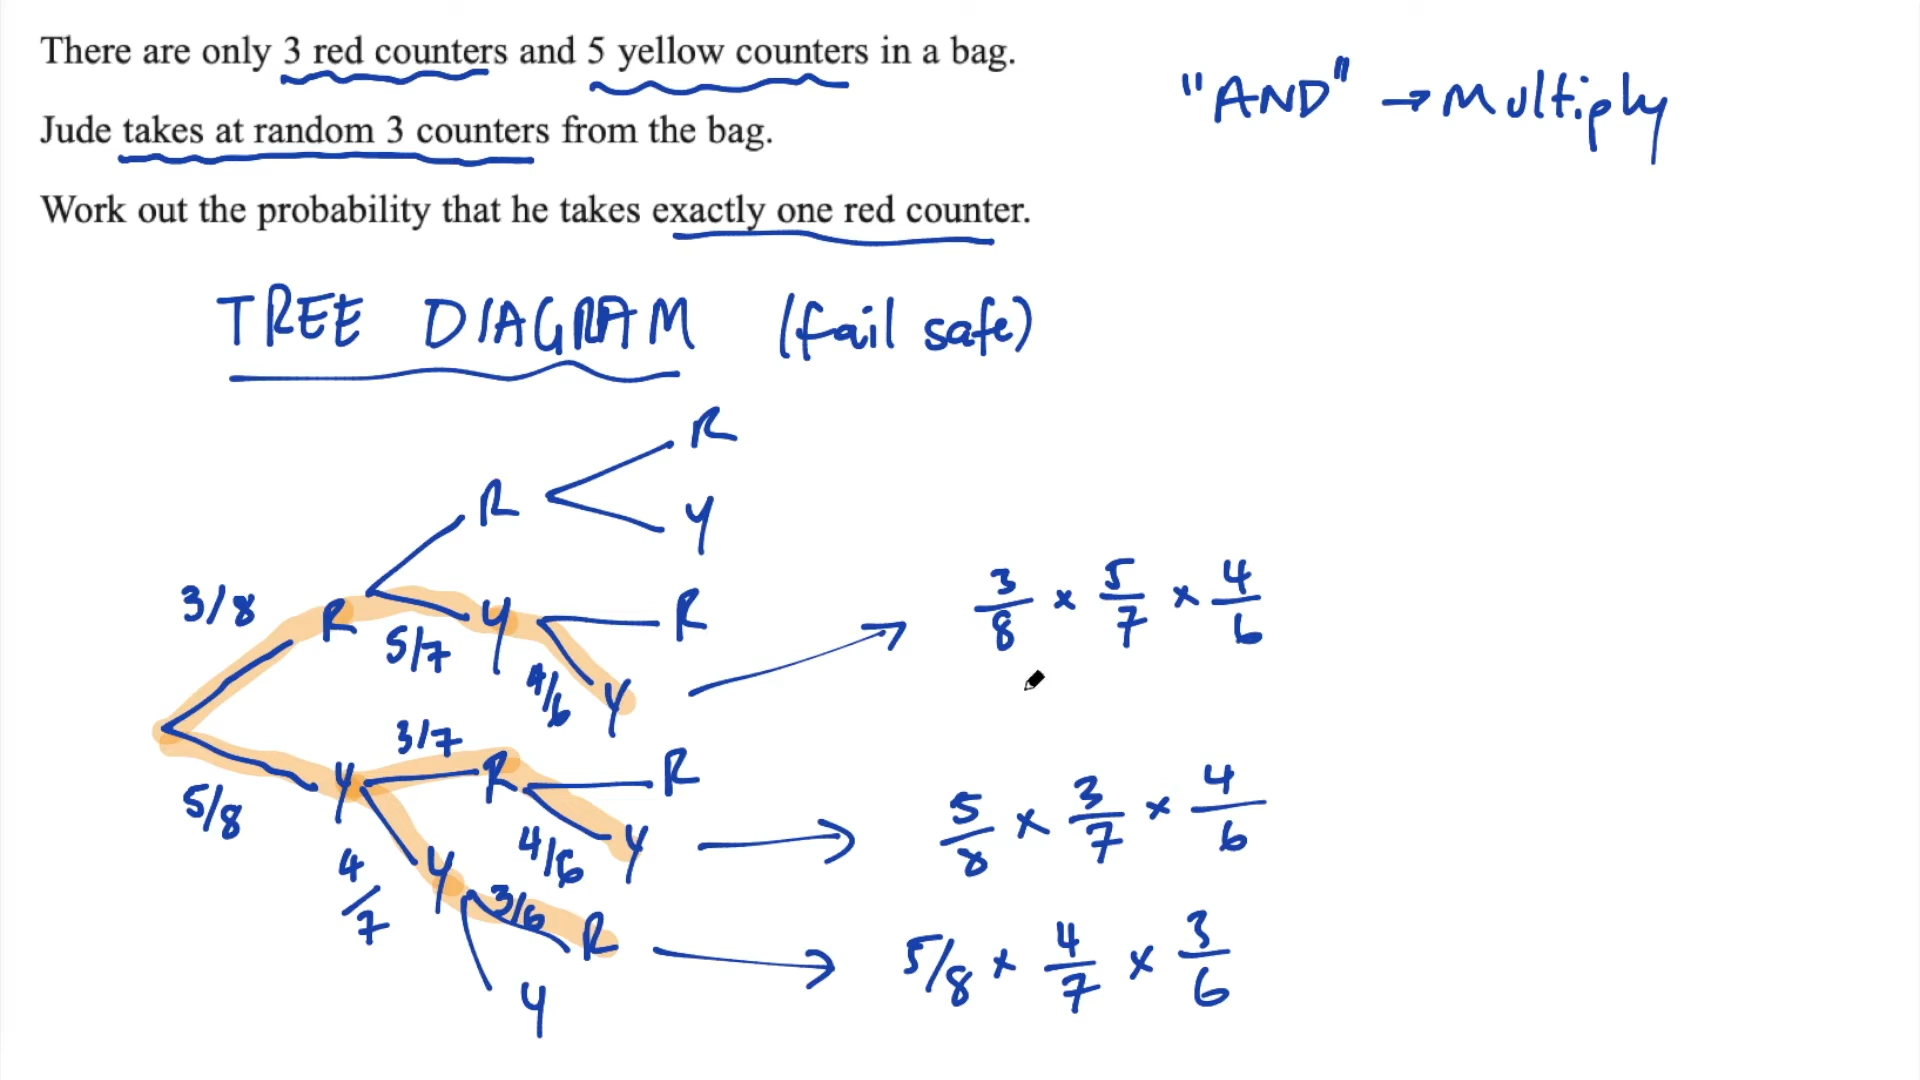 There are only 3 red counters and 5 yellow counters in a bag.
"AND" → Multiply
Jude takes at random 3 counters from the bag.
Work out the probability that he takes exactly one red counter.
TREE DIAGRAM (fail safe)
R
R
Y
3/8
R
5/7
Y
R
4/6
Y
3/8 × 5/7 × 4/6
5/8
Y
3/7
R
R
4/6
Y
5/8 × 3/7 × 4/6
4/7
Y
3/6
R
5/8 × 4/7 × 3/6
Y